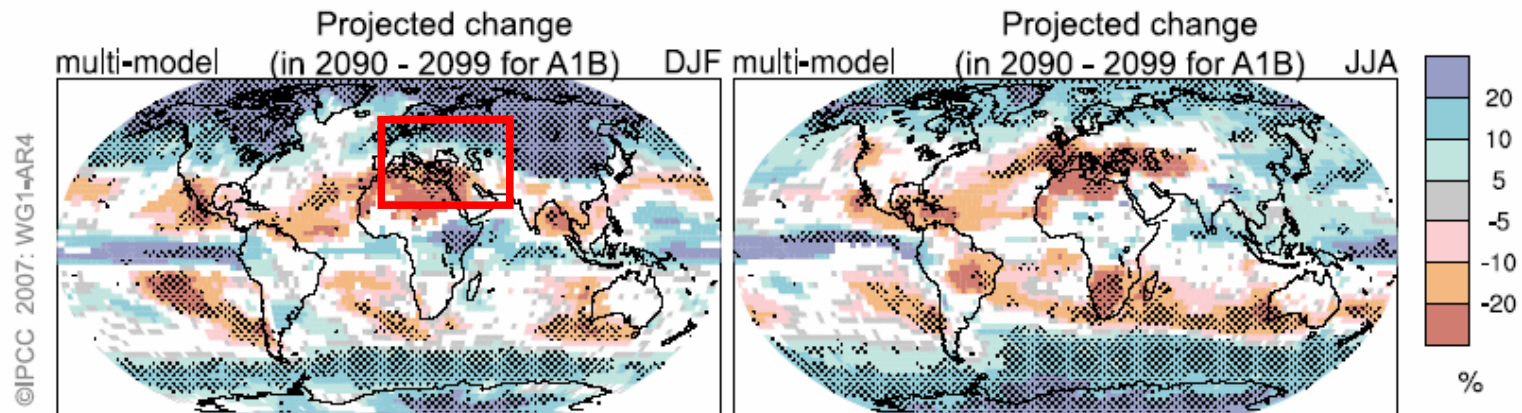 Projected change
multi-model (in 2090 - 2099 for A1B) DJF
Projected change
multi-model (in 2090 - 2099 for A1B) JJA
20
10
5
-5
-10
-20
%
©IPCC 2007: WG1-AR4